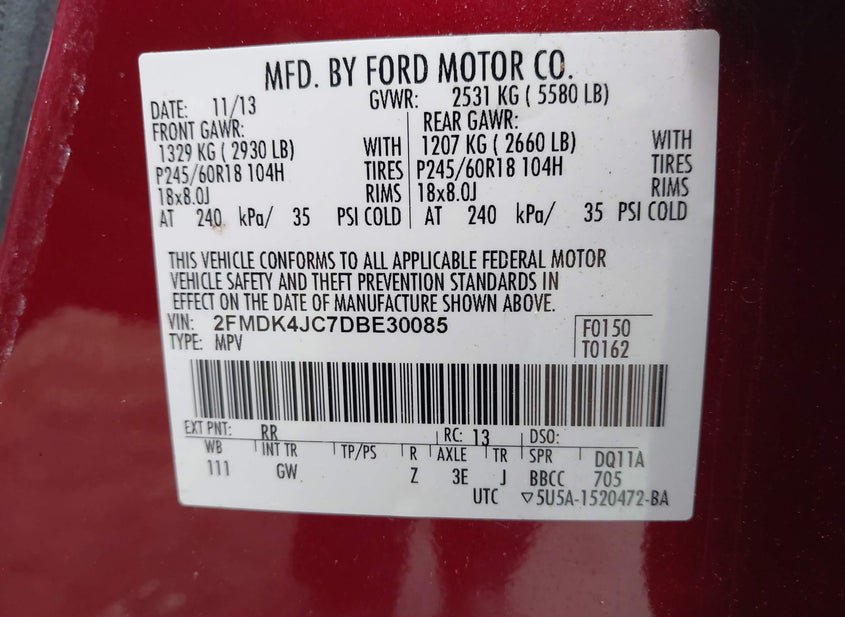 MFD. BY FORD MOTOR CO.
DATE: 11/13 GVWR: 2531 KG ( 5580 LB)
FRONT GAWR: REAR GAWR:
1329 KG ( 2930 LB) WITH 1207 KG ( 2660 LB) WITH
P245/60R18 104H TIRES P245/60R18 104H TIRES
18x8.0J RIMS 18x8.0J RIMS
AT 240 kPa/ 35 PSI COLD AT 240 kPa/ 35 PSI COLD
THIS VEHICLE CONFORMS TO ALL APPLICABLE FEDERAL MOTOR
VEHICLE SAFETY AND THEFT PREVENTION STANDARDS IN
EFFECT ON THE DATE OF MANUFACTURE SHOWN ABOVE.
VIN: 2FMDK4JC7DBE30085 F0150
TYPE: MPV T0162
EXT PNT: RR RC: 13 DSO:
WB INT TR TP/PS R AXLE TR SPR DQ11A
111 GW Z 3E J BBCC 705
UTC ▽5U5A-1520472-BA